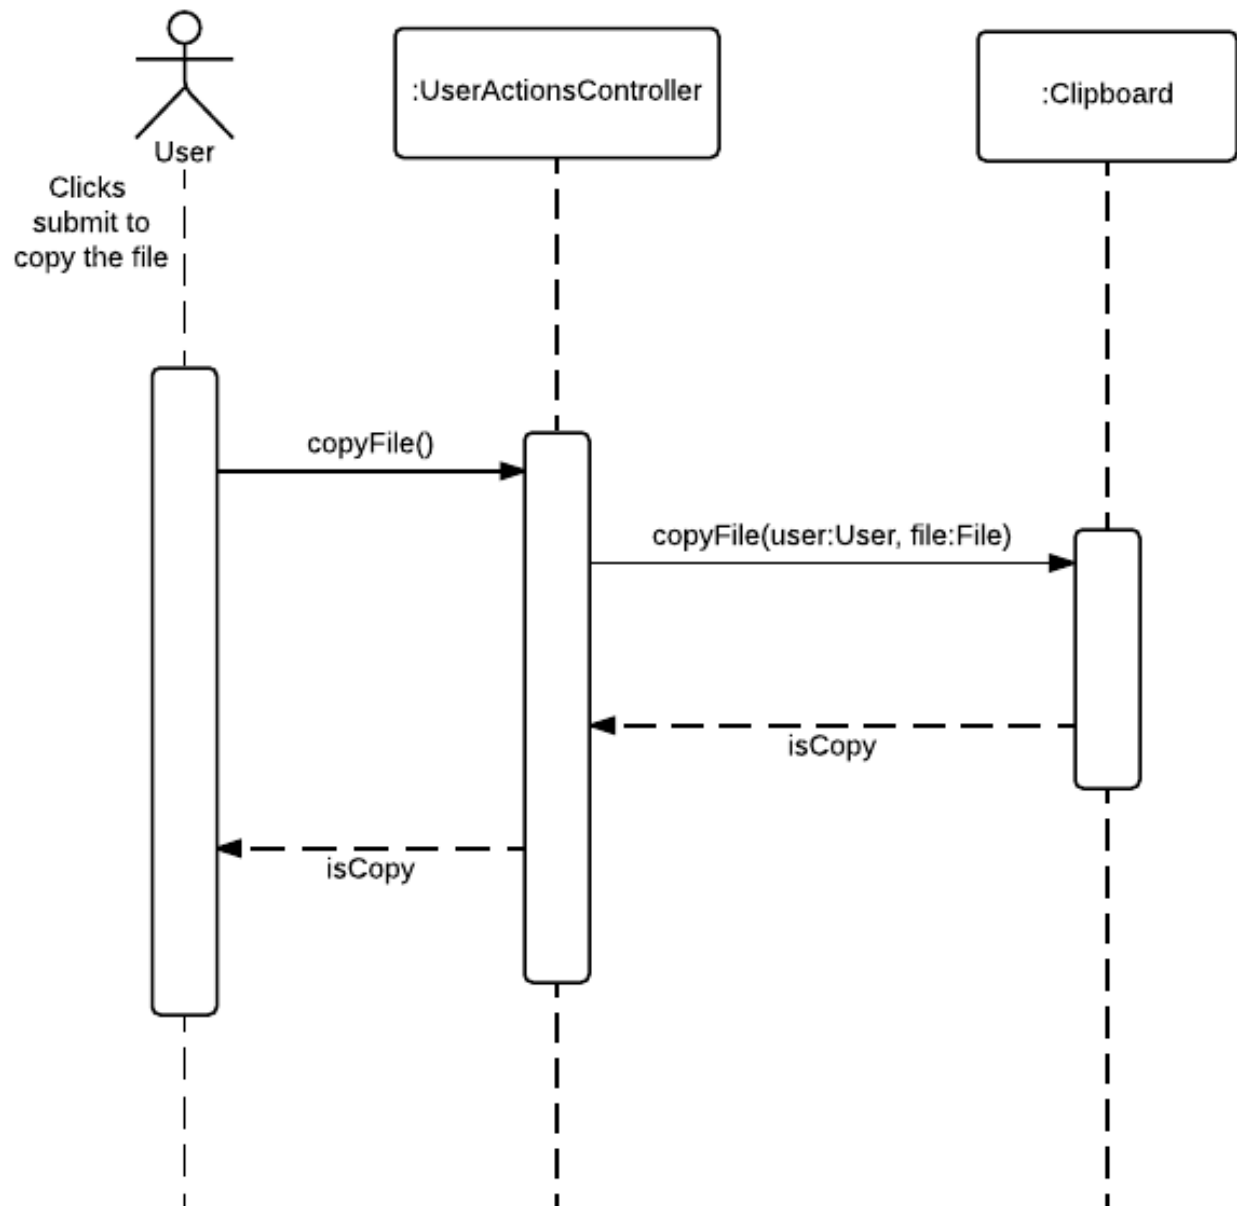 :UserActionsController
:Clipboard
User
Clicks
submit to
copy the file
copyFile()
copyFile(user:User, file:File)
isCopy
isCopy